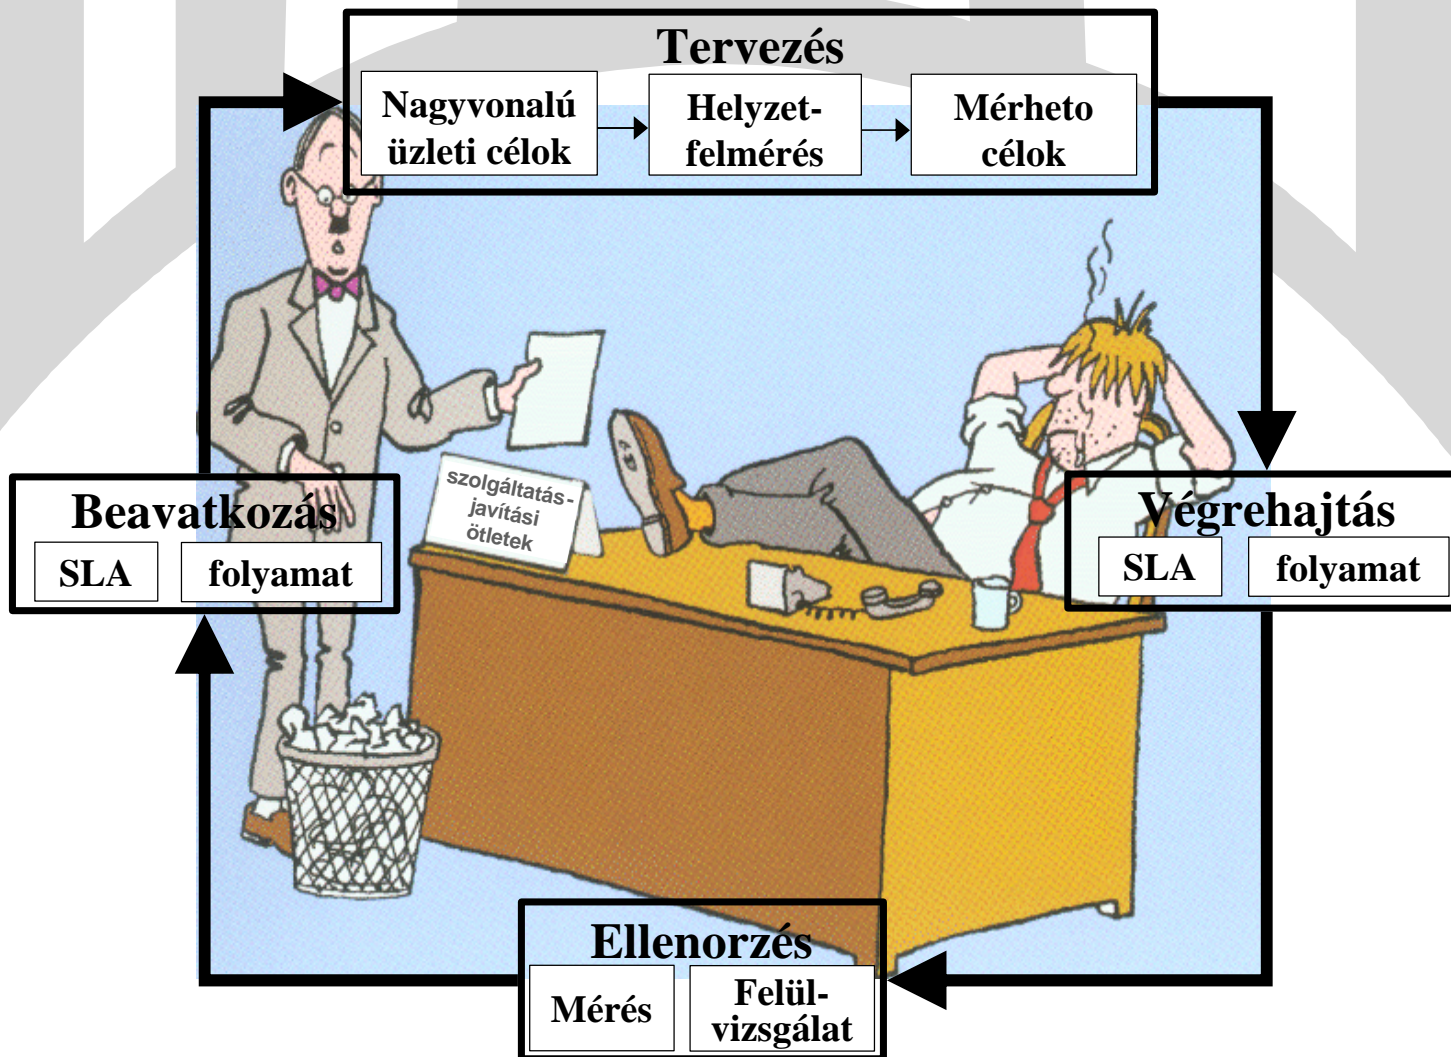 Tervezés
Nagyvonalú
üzleti célok
Helyzet-
felmérés
Mérheto
célok
szolgáltatás-
javítási
ötletek
Beavatkozás
SLA
folyamat
Végrehajtás
SLA
folyamat
Ellenorzés
Mérés
Felül-
vizsgálat